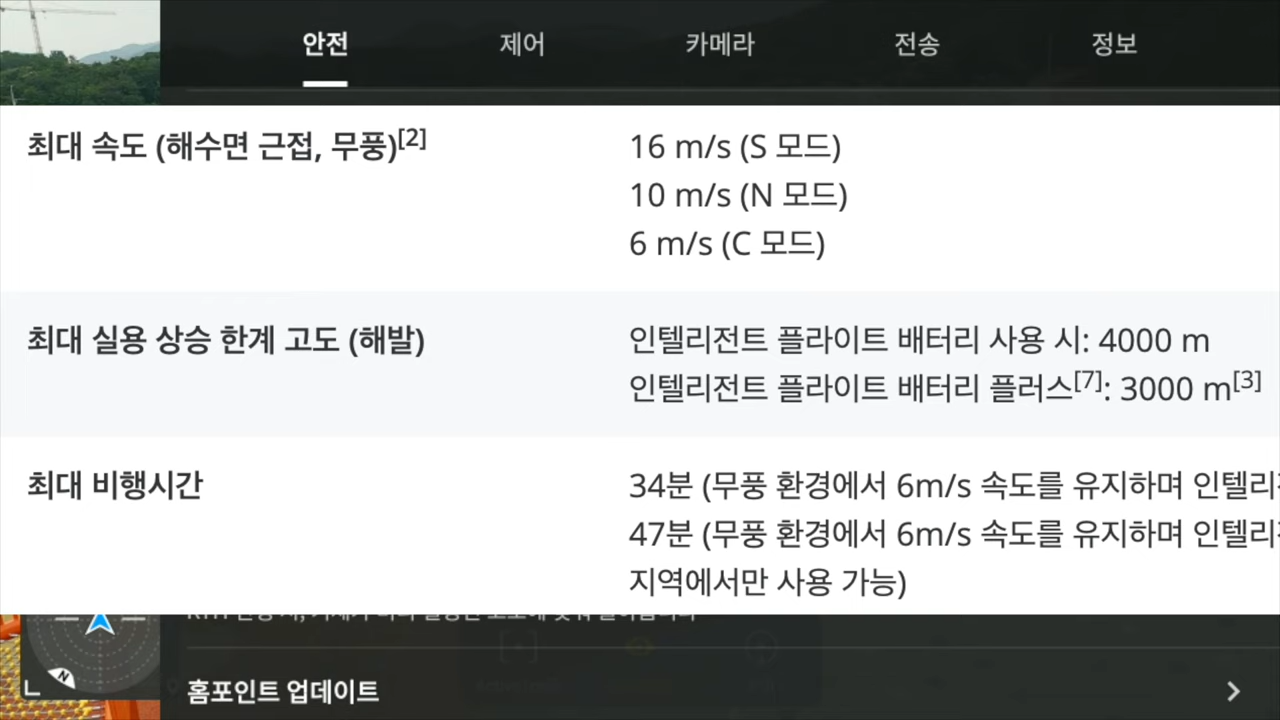 안전 제어 카메라 전송 정보
최대 속도 (해수면 근접, 무풍)[2]
16 m/s (S 모드)
10 m/s (N 모드)
6 m/s (C 모드)
최대 실용 상승 한계 고도 (해발)
인텔리전트 플라이트 배터리 사용 시: 4000 m
인텔리전트 플라이트 배터리 플러스[7]: 3000 m[3]
최대 비행시간
34분 (무풍 환경에서 6m/s 속도를 유지하며 인텔리
47분 (무풍 환경에서 6m/s 속도를 유지하며 인텔리
지역에서만 사용 가능)
N
홈포인트 업데이트